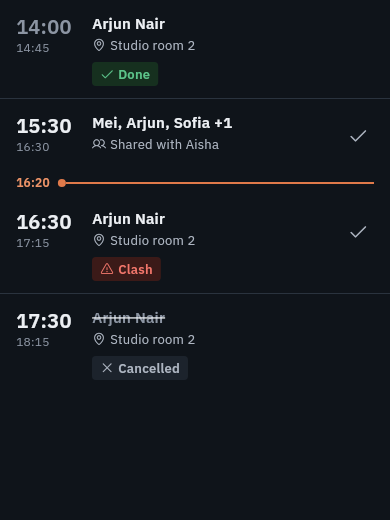 14:00 Arjun Nair
14:45 Studio room 2
Done
15:30 Mei, Arjun, Sofia +1
16:30 Shared with Aisha
16:20
16:30 Arjun Nair
17:15 Studio room 2
Clash
17:30 Arjun Nair
18:15 Studio room 2
Cancelled